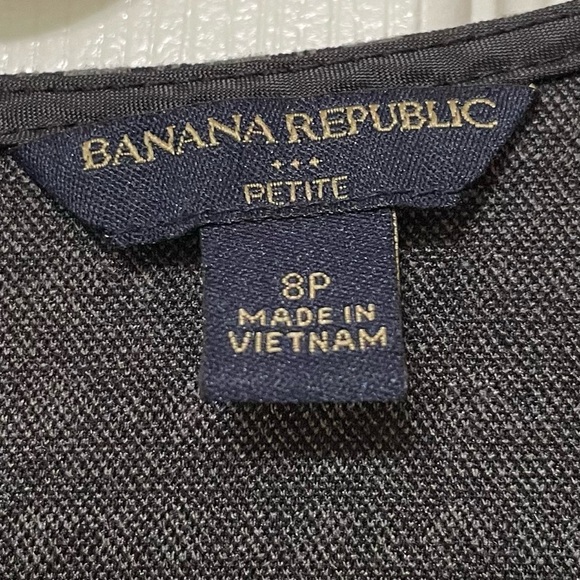 BANANA REPUBLIC
PETITE
8P
MADE IN
VIETNAM